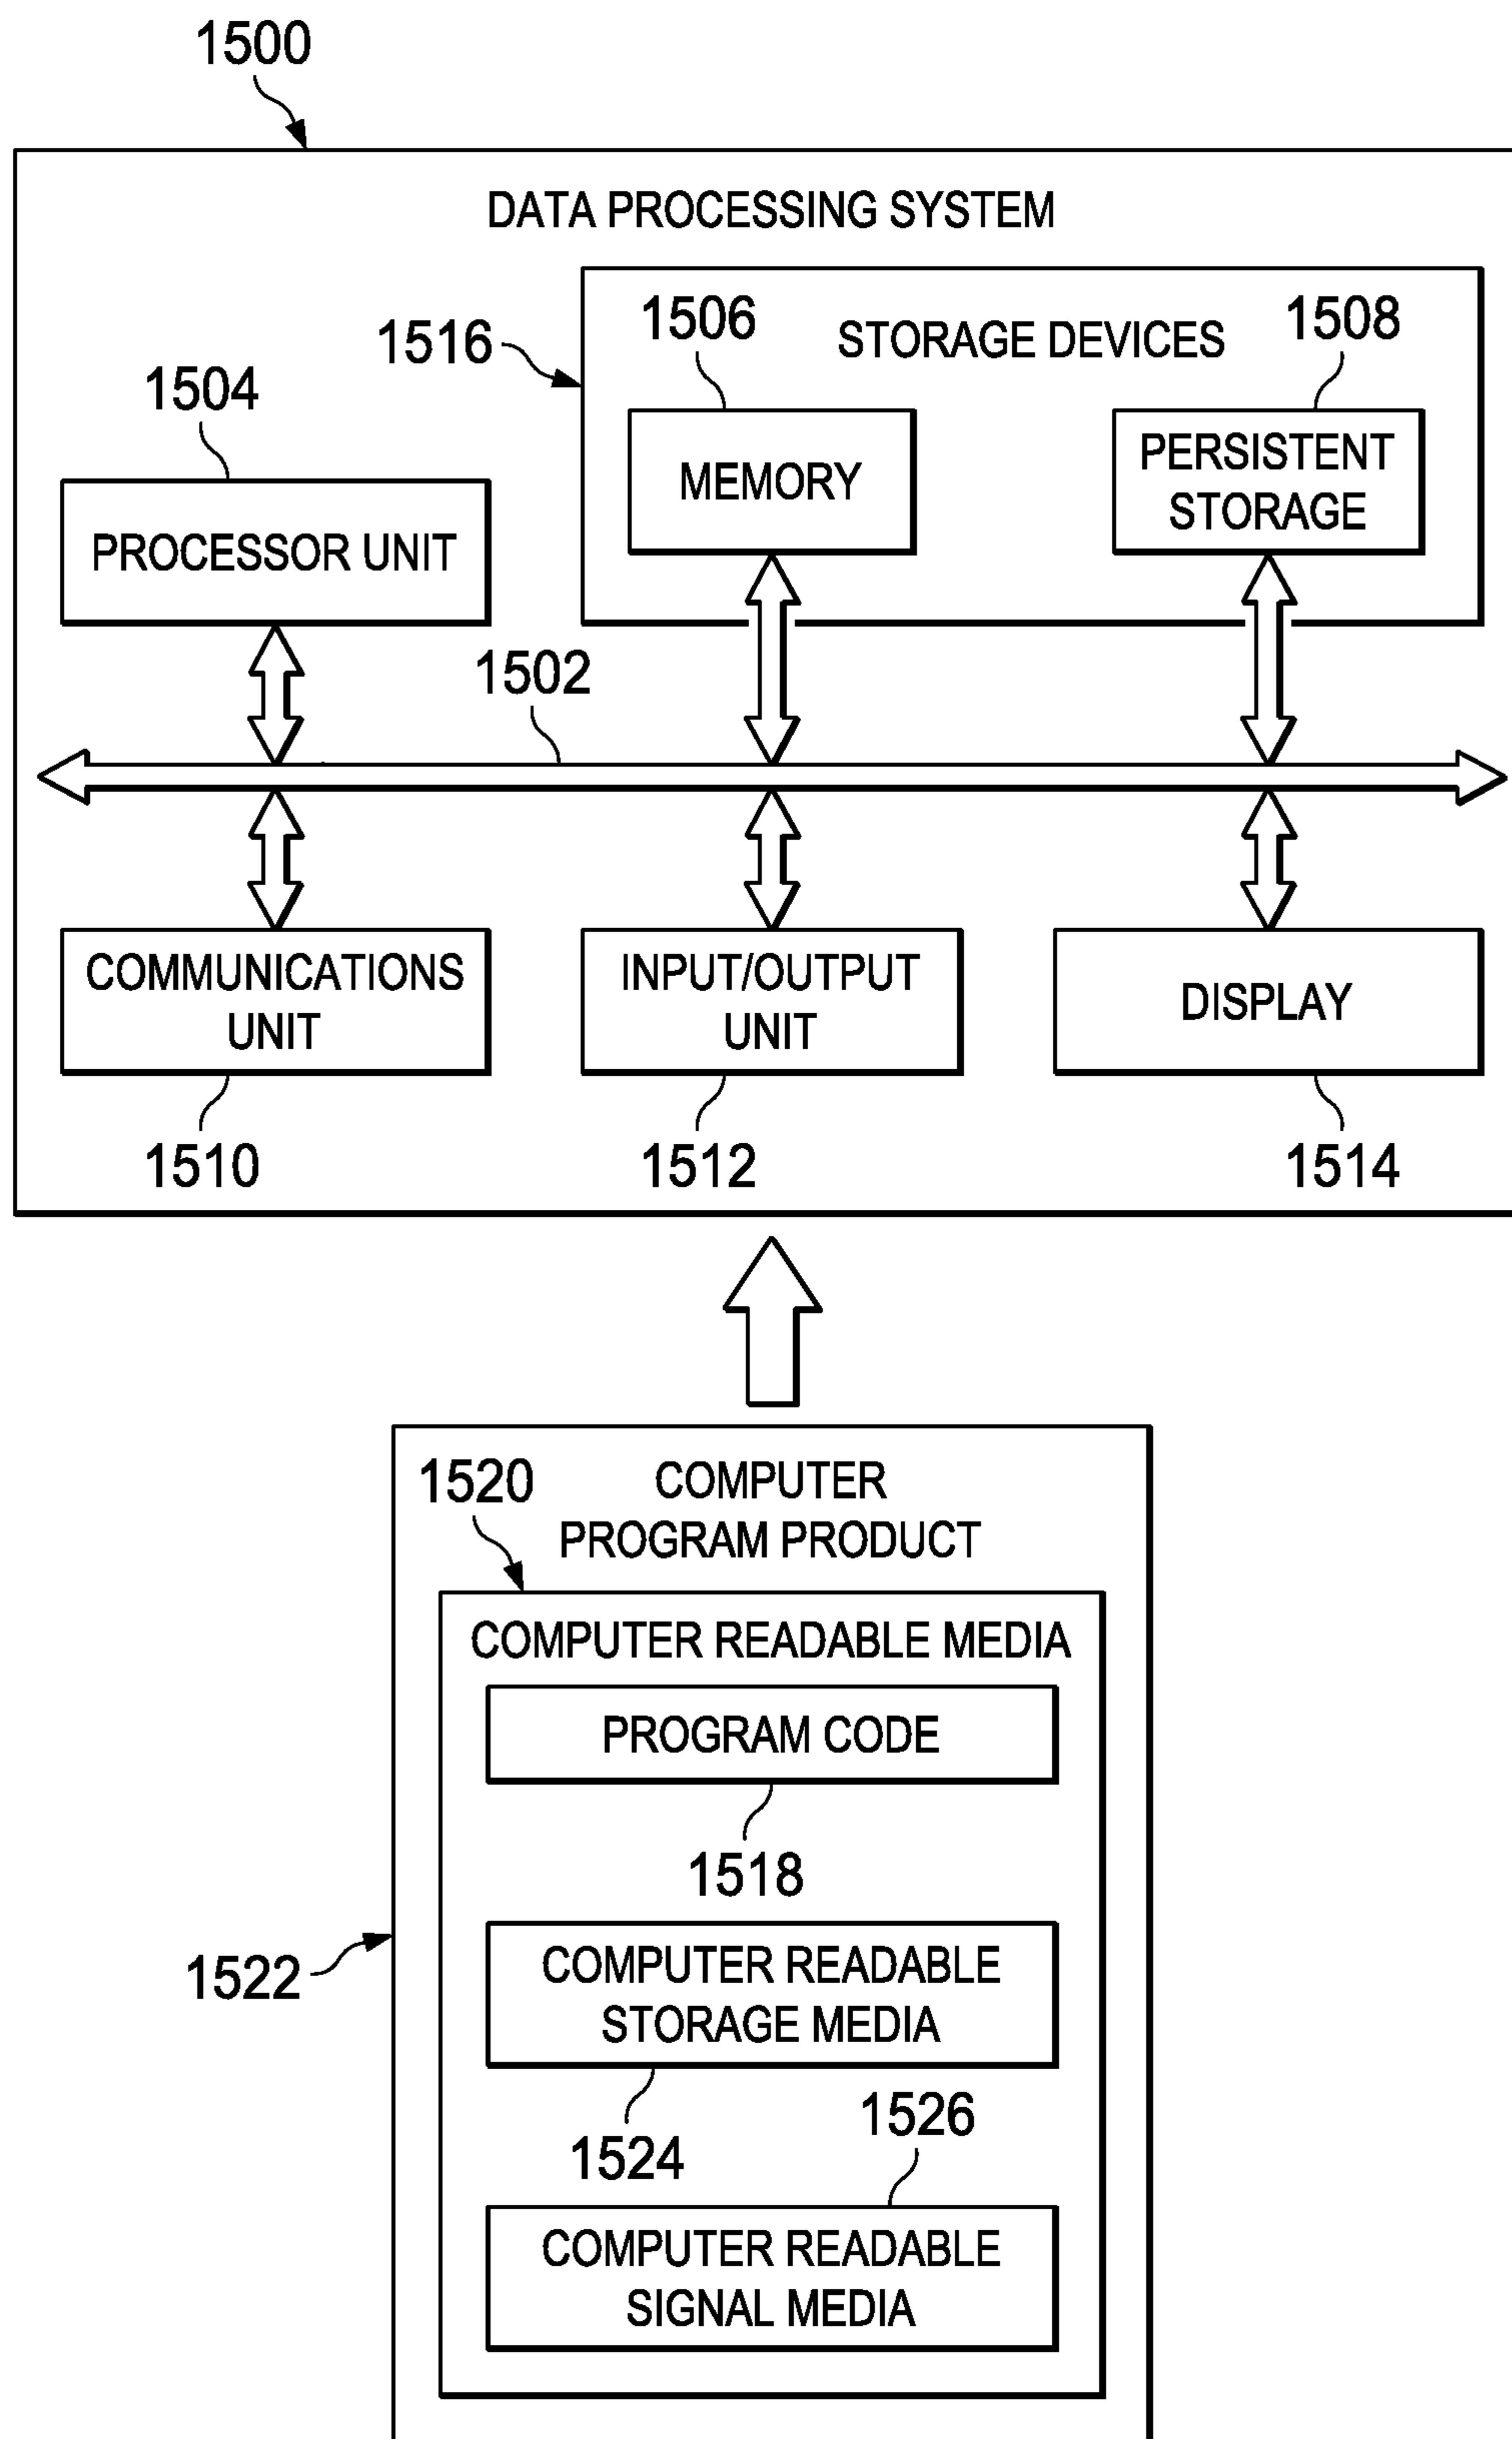 1500
DATA PROCESSING SYSTEM
1516
1506
STORAGE DEVICES
1508
1504
MEMORY
PERSISTENT
STORAGE
PROCESSOR UNIT
1502
COMMUNICATIONS
UNIT
INPUT/OUTPUT
UNIT
DISPLAY
1510
1512
1514
1520
COMPUTER
PROGRAM PRODUCT
COMPUTER READABLE MEDIA
PROGRAM CODE
1518
1522
COMPUTER READABLE
STORAGE MEDIA
1524
1526
COMPUTER READABLE
SIGNAL MEDIA